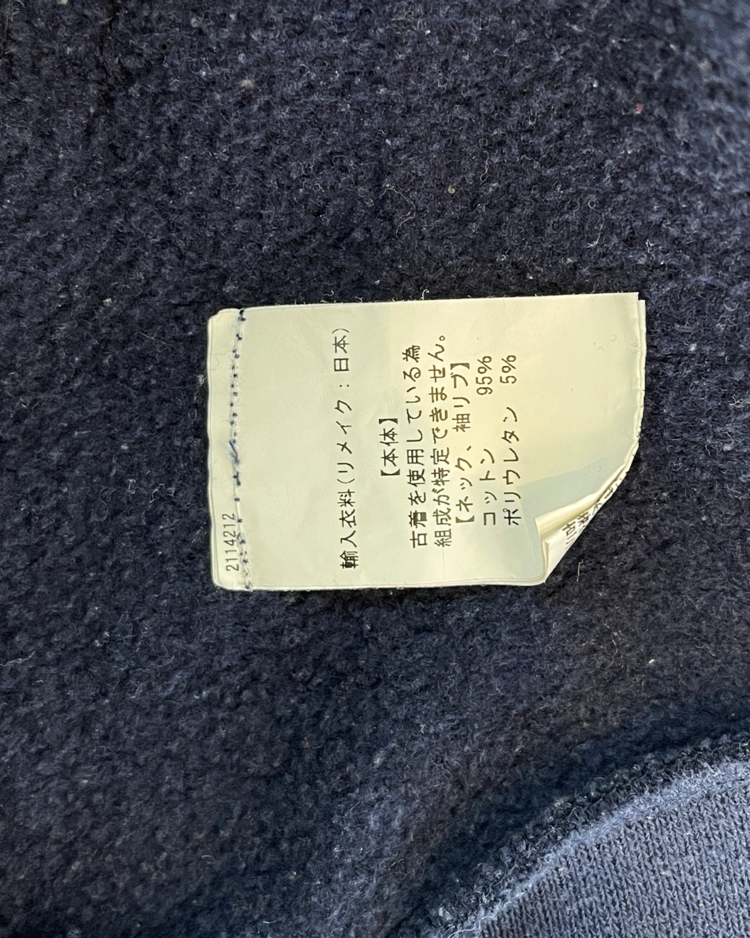 2114212
輸入衣料(リメイク:日本)
【本体】
古着を使用している為
組成が特定できません。
【ネック、袖リブ】
コットン 95%
ポリウレタン 5%